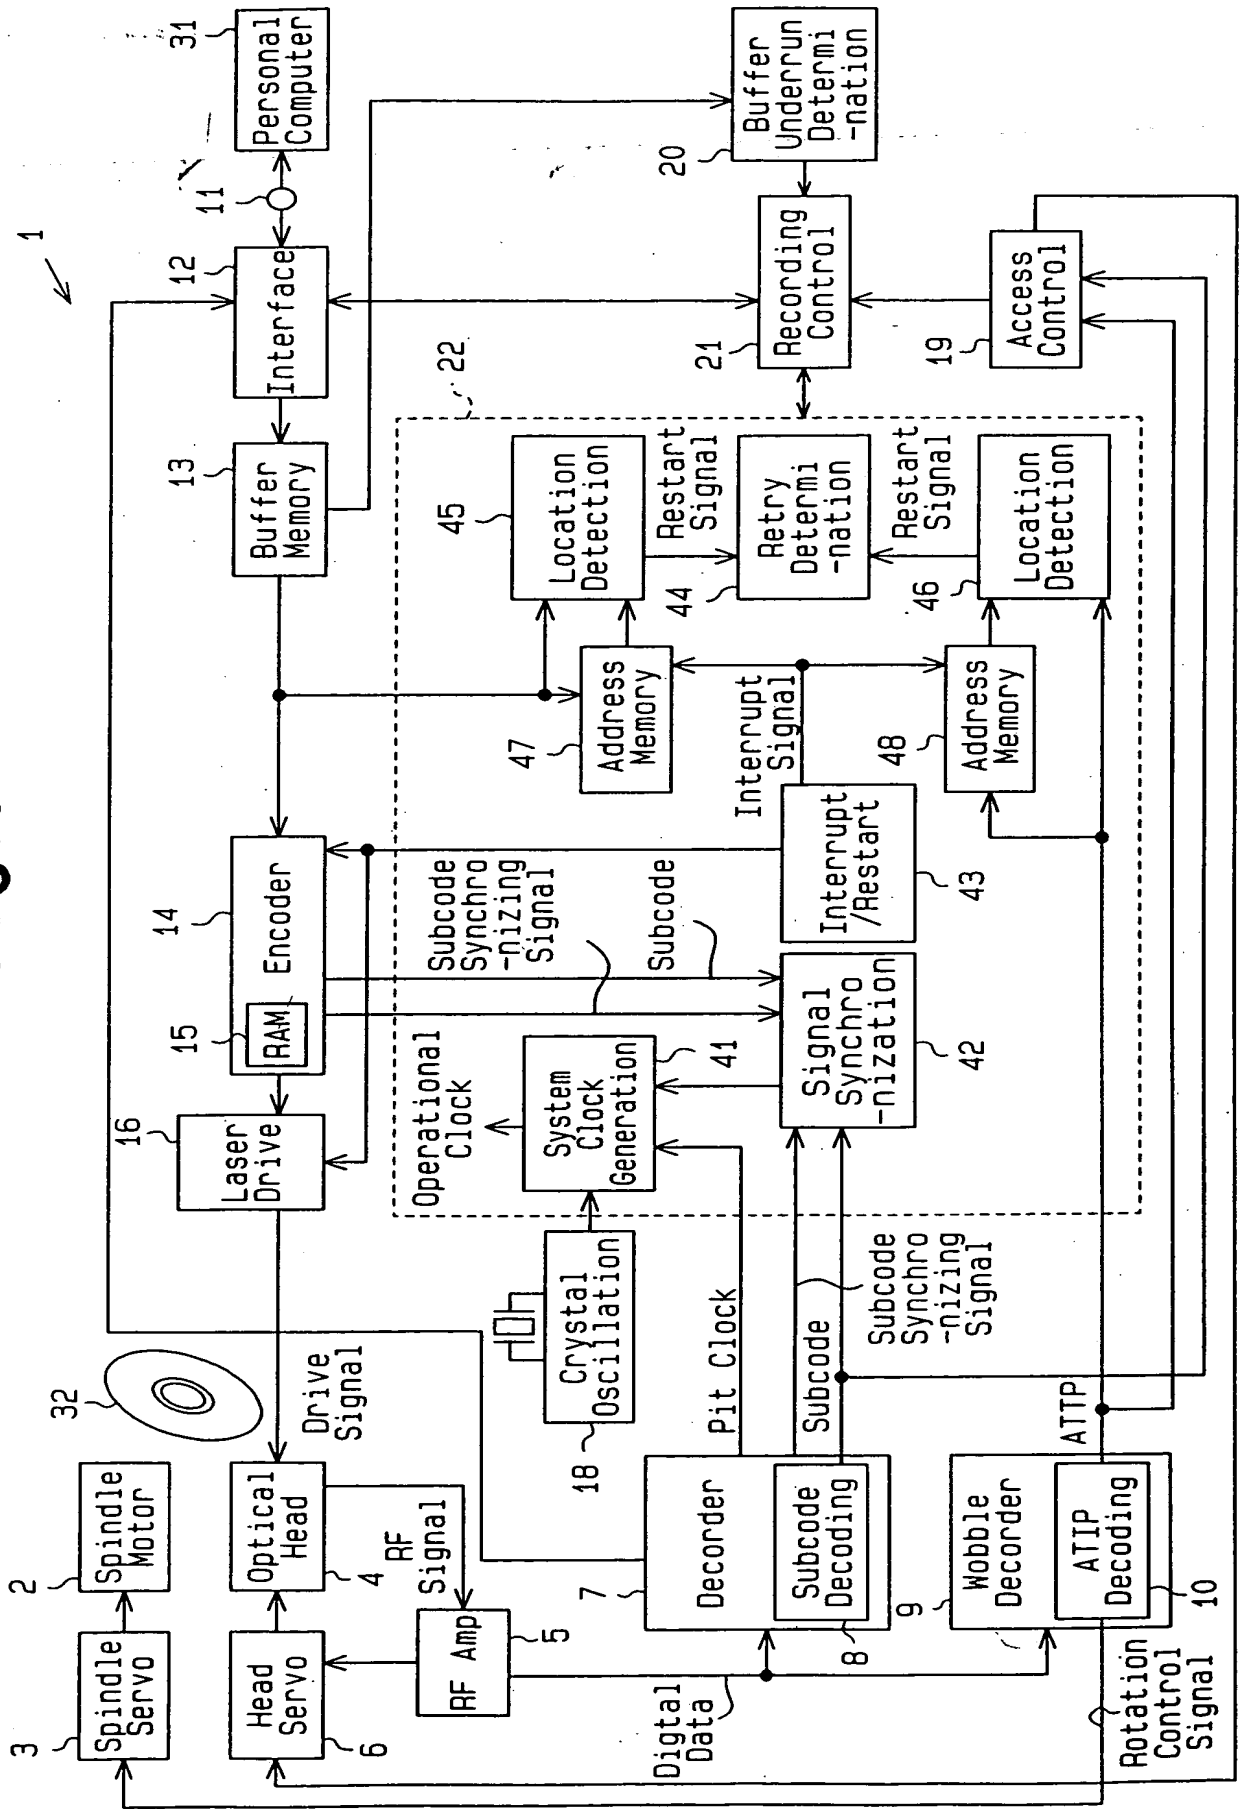 1
32
2
Spindle
Motor
3
Spindle
Servo
Optical
Head
4
Head
Servo
6
Drive
Signal
RF
Signal
RF Amp
5
16
Laser
Drive
14
Encoder
15
RAM
13
Buffer
Memory
12
Interface
11
31
Personal
Computer
Operational
Clock
Subcode
Synchro
-nizing
Signal
Subcode
22
45
Location
Detection
Restart
Signal
47
Address
Memory
Interrupt
Signal
44
Retry
Determi
-nation
Restart
Signal
46
Location
Detection
48
Address
Memory
Interrupt
/Restart
43
Signal
Synchro
-nization
42
System
Clock
Generation
41
Crystal
Oscillation
18
Buffer
Underrun
Determi
-nation
20
Recording
Control
21
Access
Control
19
Pit Clock
Subcode
Subcode
Synchro
-nizing
Signal
Decorder
7
Subcode
Decoding
8
Wobble
Decorder
9
ATIP
Decoding
10
ATTP
Digtal
Data
Rotation
Control
Signal